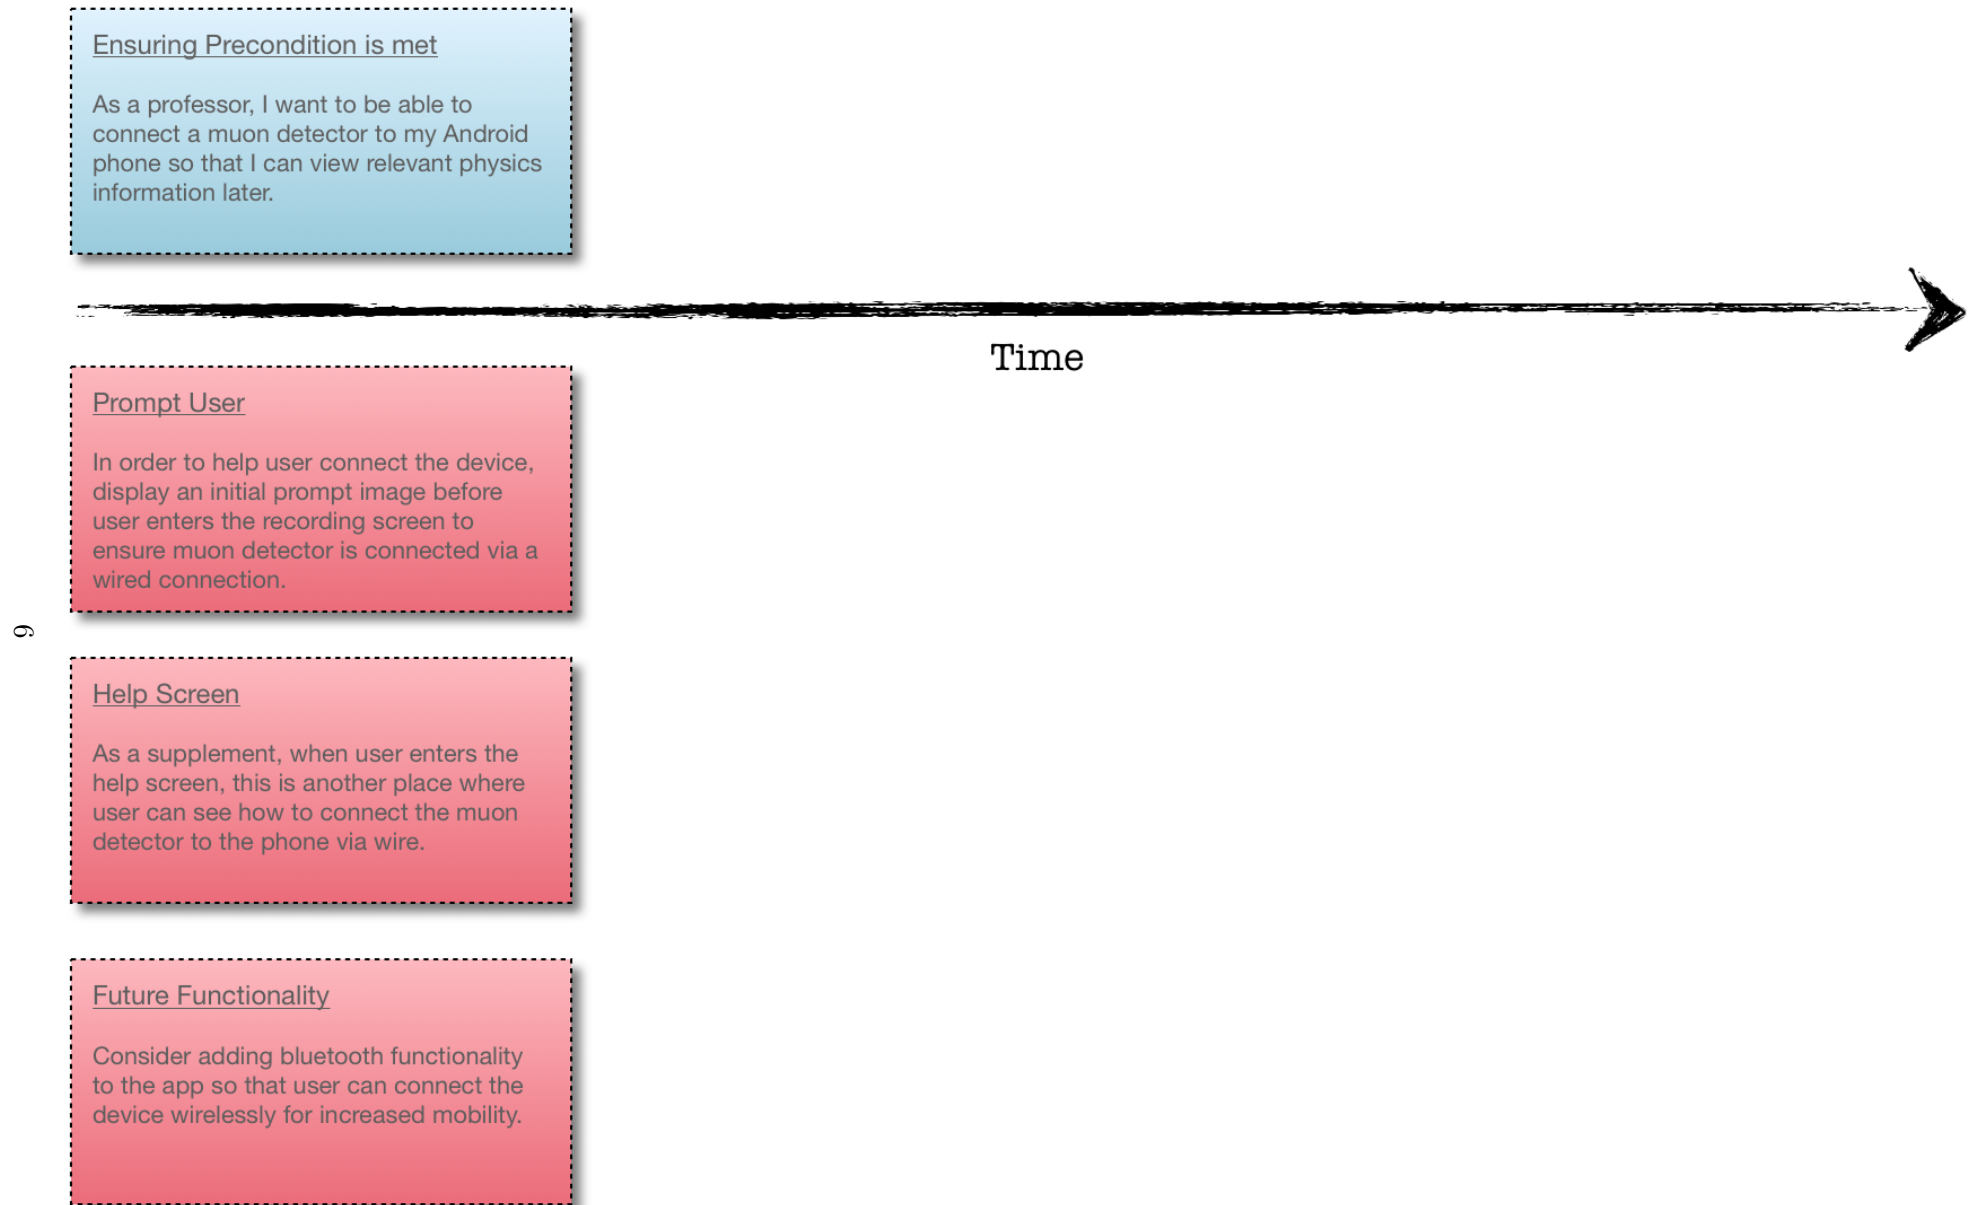 Ensuring Precondition is met
As a professor, I want to be able to
connect a muon detector to my Android
phone so that I can view relevant physics
information later.
Time
Prompt User
In order to help user connect the device,
display an initial prompt image before
user enters the recording screen to
ensure muon detector is connected via a
wired connection.
9
Help Screen
As a supplement, when user enters the
help screen, this is another place where
user can see how to connect the muon
detector to the phone via wire.
Future Functionality
Consider adding bluetooth functionality
to the app so that user can connect the
device wirelessly for increased mobility.